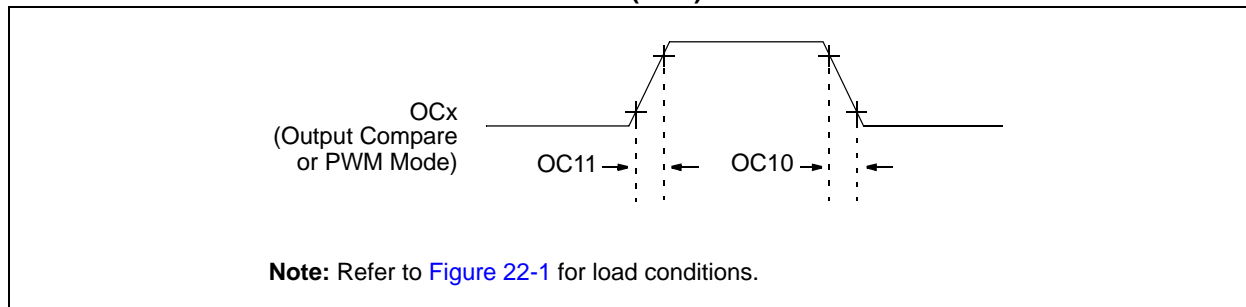 OCx
(Output Compare
or PWM Mode)
OC11
OC10
Note: Refer to Figure 22-1 for load conditions.